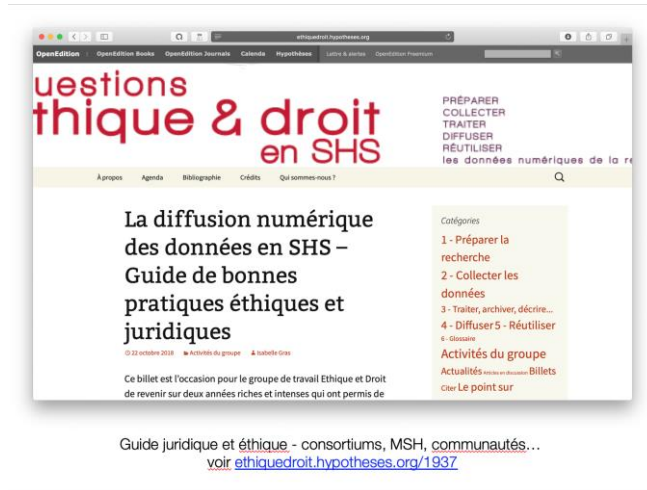 ethiquedroit.hypotheses.org
OpenEdition : OpenEdition Books OpenEdition Journals Calenda Hypothèses Lettre & alertes OpenEdition Freemium
uestions
thique & droit
en SHS
PRÉPARER
COLLECTER
TRAITER
DIFFUSER
RÉUTILISER
les données numériques de la re
À propos Agenda Bibliographie Crédits Qui sommes-nous ?
La diffusion numérique
des données en SHS –
Guide de bonnes
pratiques éthiques et
juridiques
22 octobre 2018 Activités du groupe Isabelle Gras
Ce billet est l'occasion pour le groupe de travail Ethique et Droit
de revenir sur deux années riches et intenses qui ont permis de
Catégories
1 - Préparer la
recherche
2 - Collecter les
données
3 - Traiter, archiver, décrire...
4 - Diffuser 5 - Réutiliser
6 - Glossaire
Activités du groupe
Actualités Articles en discussion Billets
Citer Le point sur
Guide juridique et éthique - consortiums, MSH, communautés…
voir ethiquedroit.hypotheses.org/1937